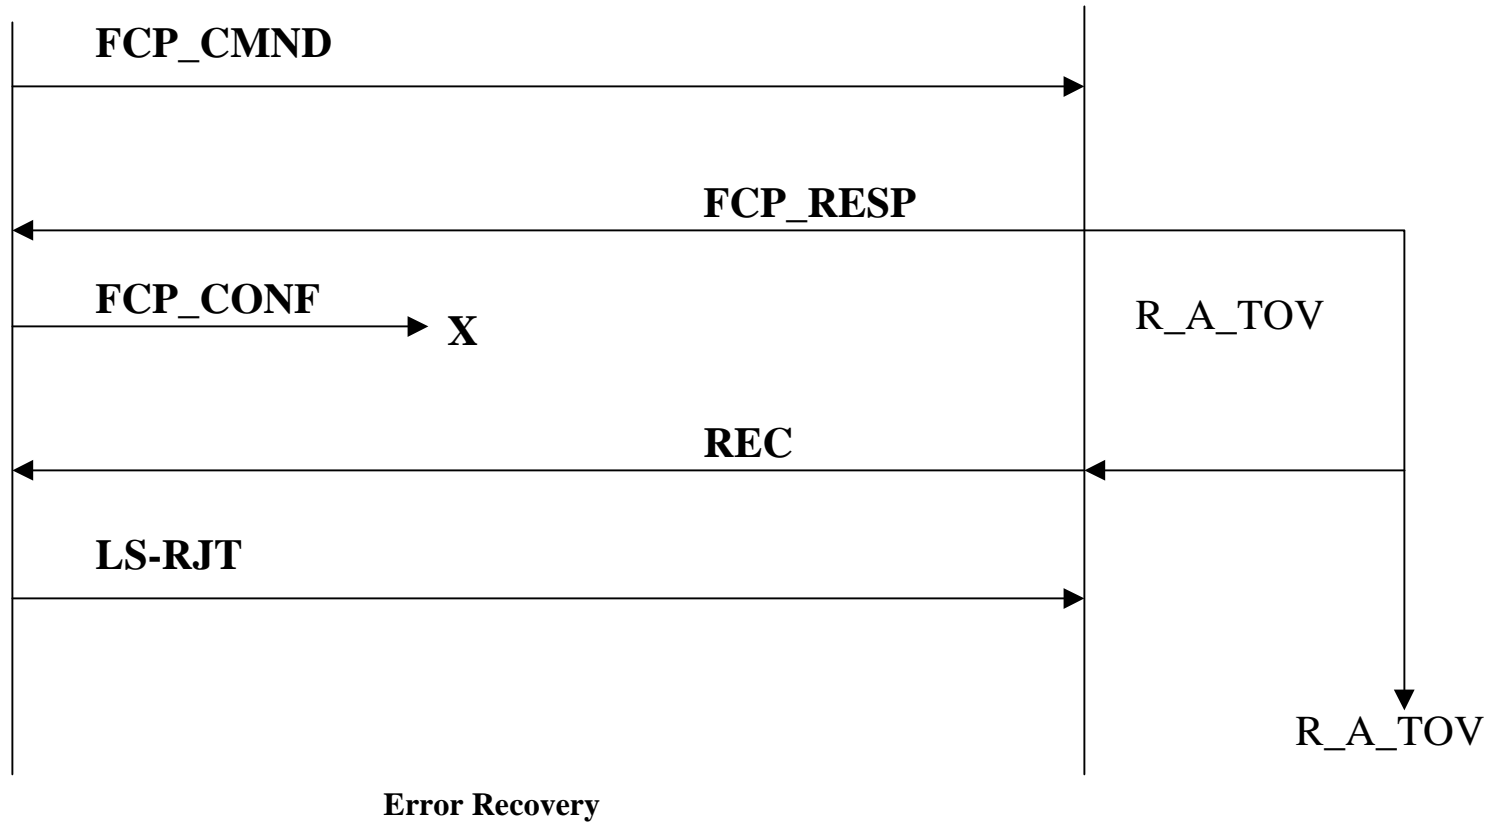 FCP_CMND
FCP_RESP
FCP_CONF
X
R_A_TOV
REC
LS-RJT
R_A_TOV
Error Recovery